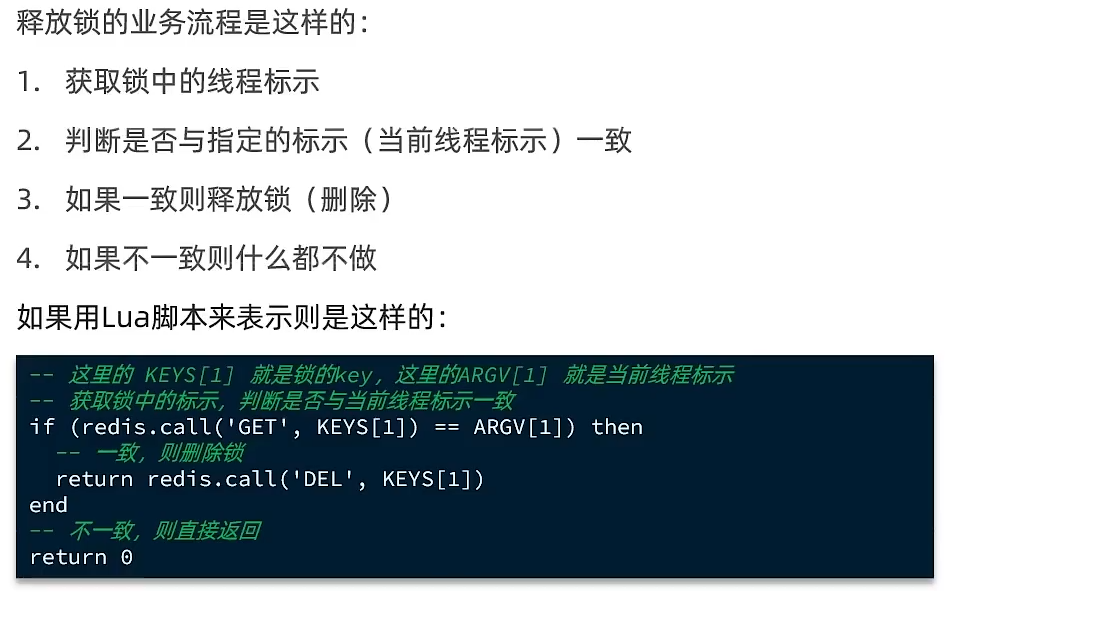 释放锁的业务流程是这样的：
1. 获取锁中的线程标示
2. 判断是否与指定的标示（当前线程标示）一致
3. 如果一致则释放锁（删除）
4. 如果不一致则什么都不做
如果用Lua脚本来表示则是这样的：
-- 这里的 KEYS[1] 就是锁的key，这里的ARGV[1] 就是当前线程标示
-- 获取锁中的标示，判断是否与当前线程标示一致
if (redis.call('GET', KEYS[1]) == ARGV[1]) then
  -- 一致，则删除锁
  return redis.call('DEL', KEYS[1])
end
-- 不一致，则直接返回
return 0